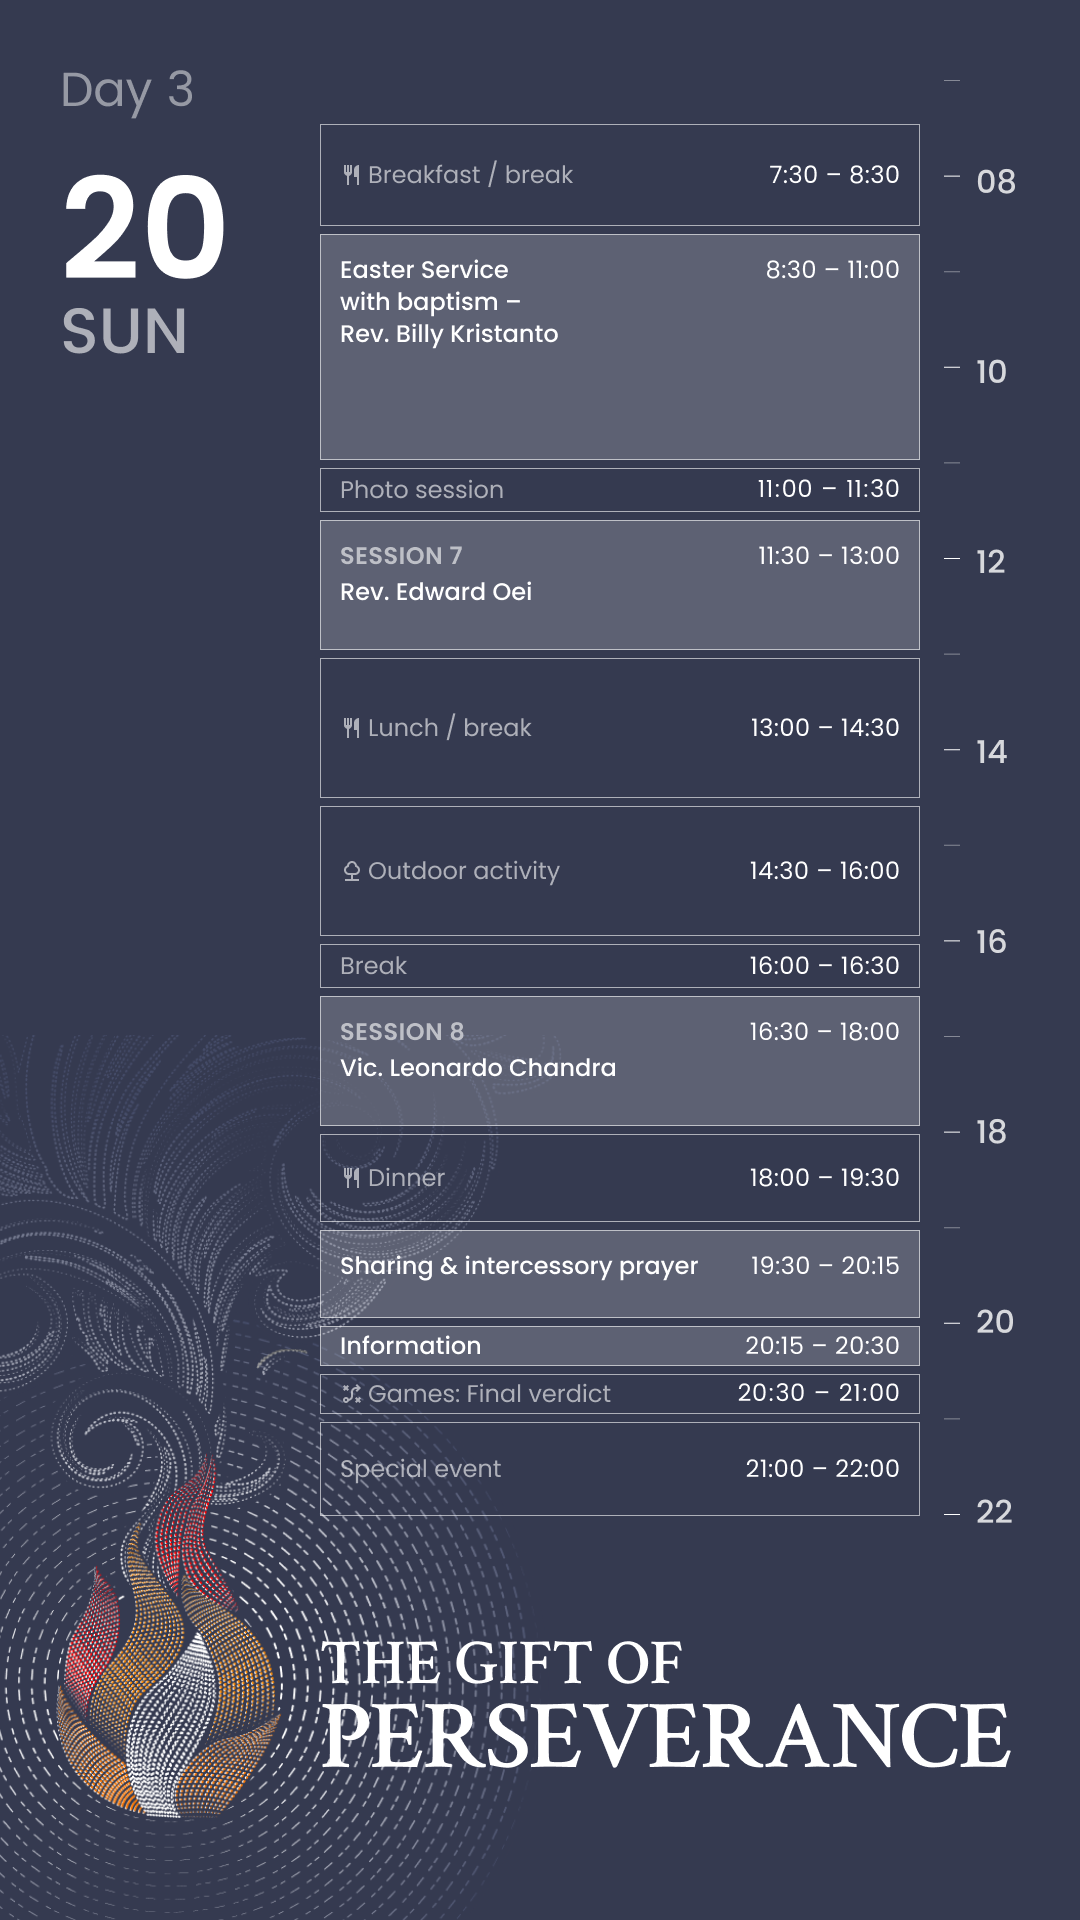 Day 3
20
SUN
Breakfast / break 7:30 – 8:30
Easter Service 8:30 – 11:00
with baptism –
Rev. Billy Kristanto
Photo session 11:00 – 11:30
SESSION 7 11:30 – 13:00
Rev. Edward Oei
Lunch / break 13:00 – 14:30
Outdoor activity 14:30 – 16:00
Break 16:00 – 16:30
SESSION 8 16:30 – 18:00
Vic. Leonardo Chandra
Dinner 18:00 – 19:30
Sharing & intercessory prayer 19:30 – 20:15
Information 20:15 – 20:30
Games: Final verdict 20:30 – 21:00
Special event 21:00 – 22:00
08
10
12
14
16
18
20
22
THE GIFT OF
PERSEVERANCE